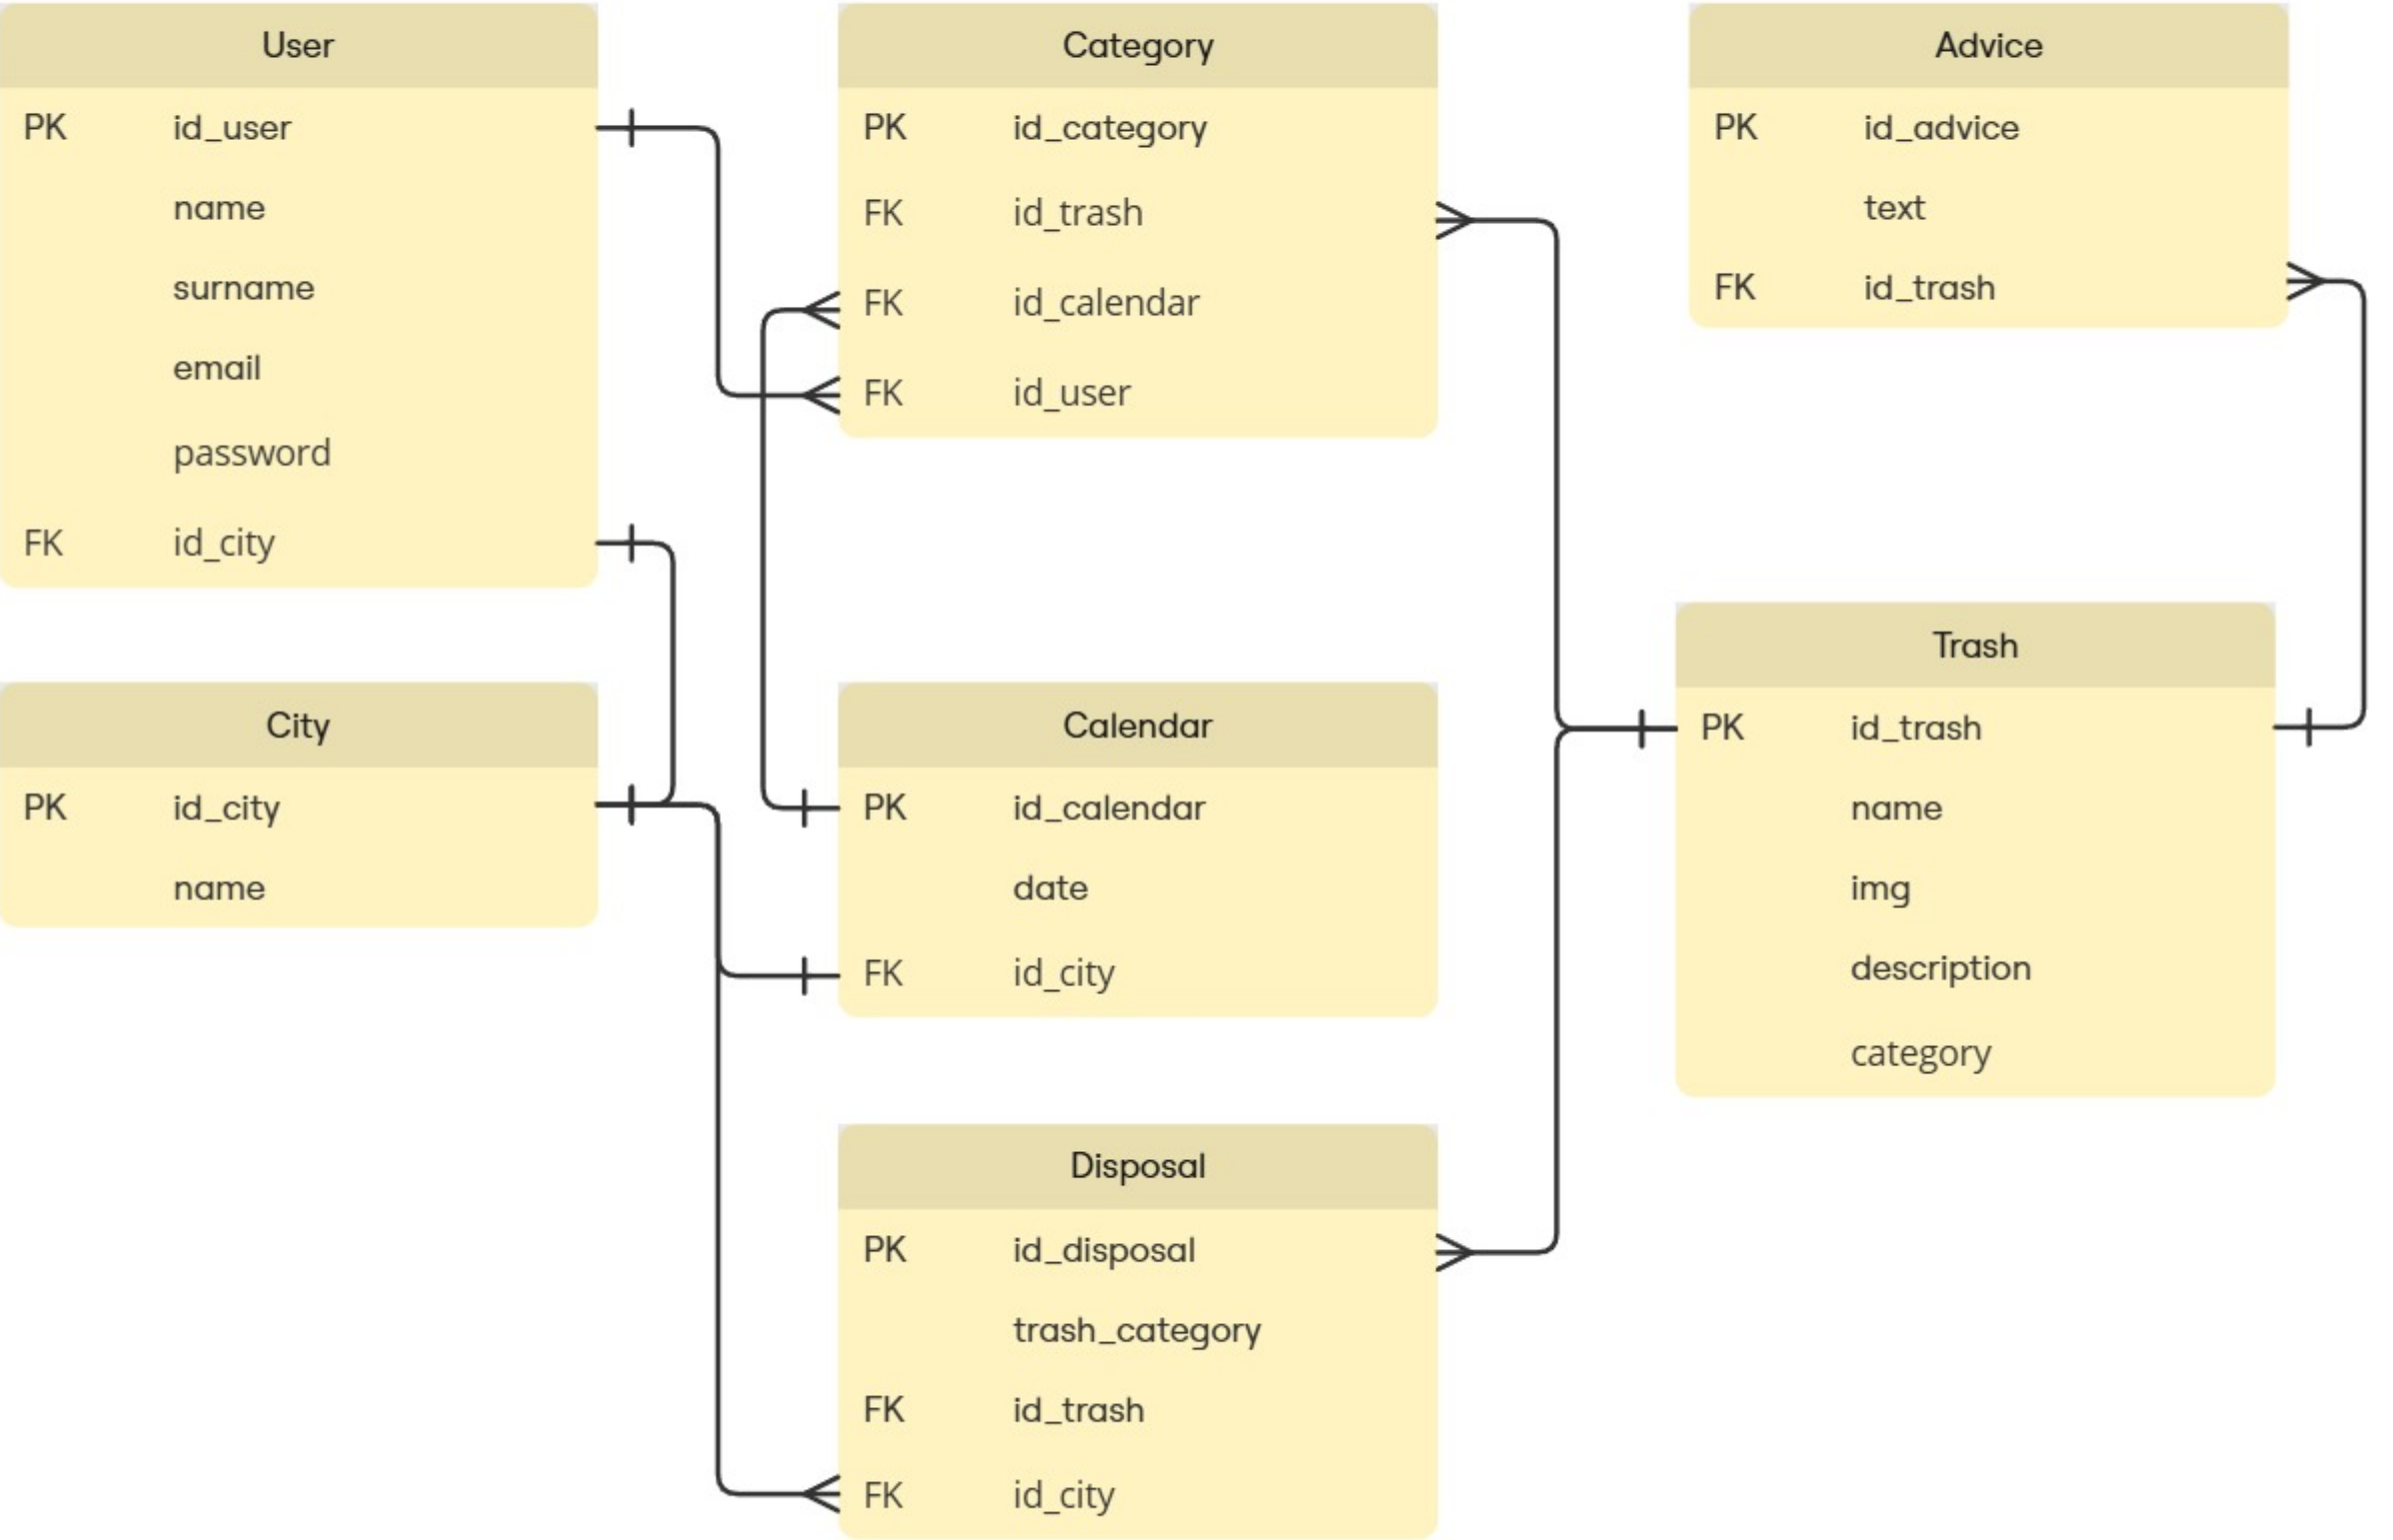 User
PK id_user
name
surname
email
password
FK id_city
City
PK id_city
name
Category
PK id_category
FK id_trash
FK id_calendar
FK id_user
Calendar
PK id_calendar
date
FK id_city
Disposal
PK id_disposal
trash_category
FK id_trash
FK id_city
Advice
PK id_advice
text
FK id_trash
Trash
PK id_trash
name
img
description
category